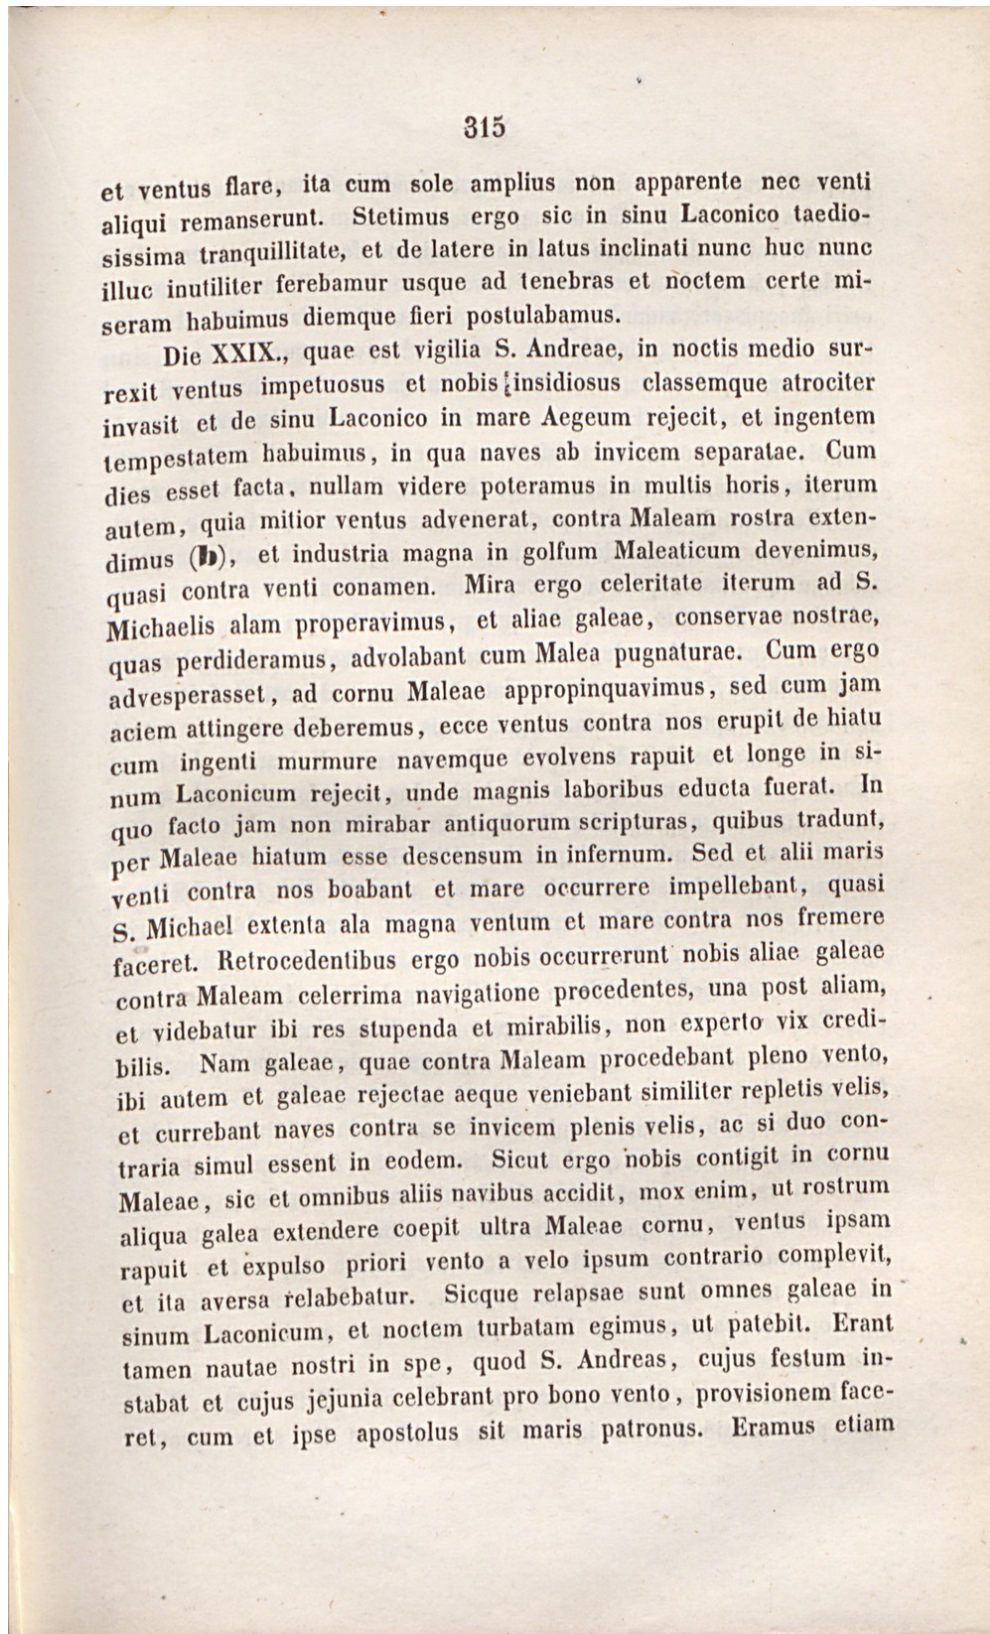 315
et ventus flare, ita cum sole amplius non apparente nec venti
aliqui remanserunt. Stetimus ergo sic in sinu Laconico taedio-
sissima tranquillitate, et de latere in latus inclinati nunc huc nunc
illuc inutiliter ferebamur usque ad tenebras et noctem certe mi-
seram habuimus diemque fieri postulabamus.
Die XXIX., quae est vigilia S. Andreae, in noctis medio sur-
rexit ventus impetuosus et nobis insidiosus classemque atrociter
invasit et de sinu Laconico in mare Aegeum rejecit, et ingentem
tempestatem habuimus, in qua naves ab invicem separatae. Cum
dies esset facta, nullam videre poteramus in multis horis, iterum
autem, quia mitior ventus advenerat, contra Maleam rostra exten-
dimus (b), et industria magna in golfum Maleaticum devenimus,
quasi contra venti conamen. Mira ergo celeritate iterum ad S.
Michaelis alam properavimus, et aliae galeae, conservae nostrae,
quas perdideramus, advolabant cum Malea pugnaturae. Cum ergo
advesperasset, ad cornu Maleae appropinquavimus, sed cum jam
aciem attingere deberemus, ecce ventus contra nos erupit de hiatu
cum ingenti murmure navemque evolvens rapuit et longe in si-
num Laconicum rejecit, unde magnis laboribus educta fuerat. In
quo facto jam non mirabar antiquorum scripturas, quibus tradunt,
per Maleae hiatum esse descensum in infernum. Sed et alii maris
venti contra nos boabant et mare occurrere impellebant, quasi
S. Michael extenta ala magna ventum et mare contra nos fremere
faceret. Retrocedentibus ergo nobis occurrerunt nobis aliae galeae
contra Maleam celerrima navigatione procedentes, una post aliam,
et videbatur ibi res stupenda et mirabilis, non experto vix credi-
bilis. Nam galeae, quae contra Maleam procedebant pleno vento,
ibi autem et galeae rejectae aeque veniebant similiter repletis velis,
et currebant naves contra se invicem plenis velis, ac si duo con-
traria simul essent in eodem. Sicut ergo nobis contigit in cornu
Maleae, sic et omnibus aliis navibus accidit, mox enim, ut rostrum
aliqua galea extendere coepit ultra Maleae cornu, ventus ipsam
rapuit et expulso priori vento a velo ipsum contrario complevit,
et ita aversa relabebatur. Sicque relapsae sunt omnes galeae in
sinum Laconicum, et noctem turbatam egimus, ut patebit. Erant
tamen nautae nostri in spe, quod S. Andreas, cujus festum in-
stabat et cujus jejunia celebrant pro bono vento, provisionem face-
ret, cum et ipse apostolus sit maris patronus. Eramus etiam